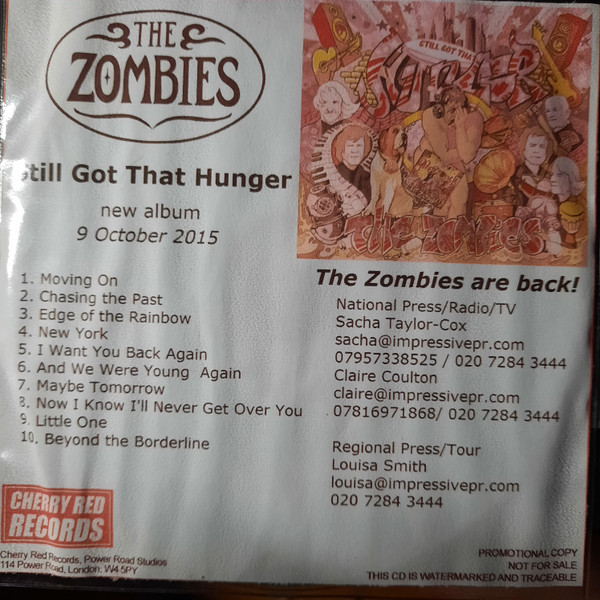 THE
ZOMBIES
STILL GOT THAT
HUNGER
THE ZOMBIES
Still Got That Hunger
new album
9 October 2015
1. Moving On
2. Chasing the Past
3. Edge of the Rainbow
4. New York
5. I Want You Back Again
6. And We Were Young Again
7. Maybe Tomorrow
8. Now I Know I'll Never Get Over You
9. Little One
10. Beyond the Borderline
The Zombies are back!
National Press/Radio/TV
Sacha Taylor-Cox
sacha@impressivepr.com
07957338525 / 020 7284 3444
Claire Coulton
claire@impressivepr.com
07816971868/ 020 7284 3444
Regional Press/Tour
Louisa Smith
louisa@impressivepr.com
020 7284 3444
CHERRY RED
RECORDS
Cherry Red Records, Power Road Studios
114 Power Road, London; W4 5PY
PROMOTIONAL COPY
NOT FOR SALE
THIS CD IS WATERMARKED AND TRACEABLE